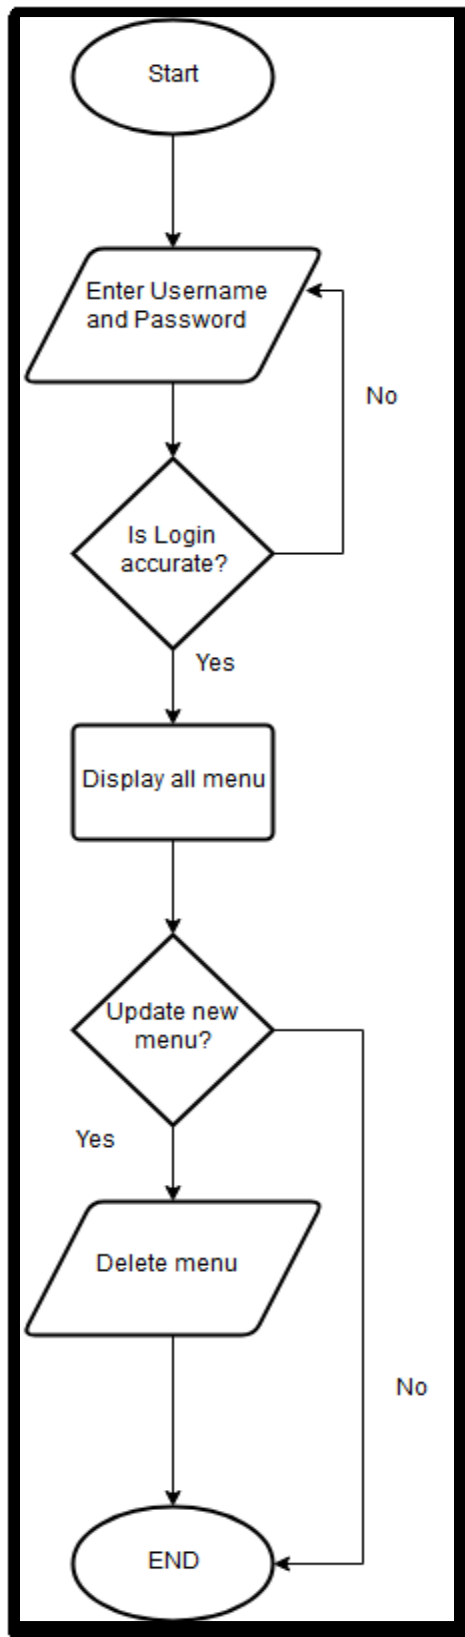 Start
Enter Username
and Password
No
Is Login
accurate?
Yes
Display all menu
Update new
menu?
Yes
Delete menu
No
END